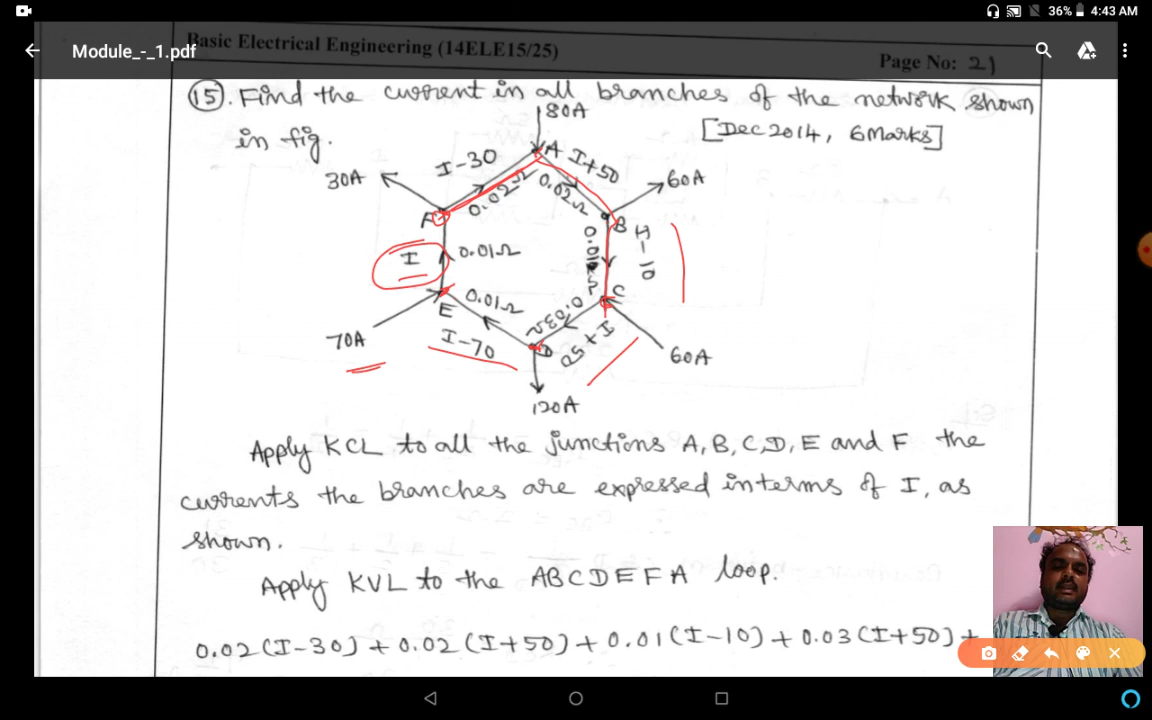 36% 4:43 AM
Module_-_1.pdf
Basic Electrical Engineering (14ELE15/25)
Page No: 21
(15). Find the current in all branches of the network shown
in fig. [Dec 2014, 6 Marks]
80A
I-30
A
I+50
30A
60A
0.02Ω
0.02Ω
F
B
I
0.01Ω
I-10
C
0.01Ω
0.03Ω
E
I-70
D
I+50
70A
60A
120A
Apply KCL to all the junctions A, B, C, D, E and F the
currents the branches are expressed in terms of I, as
shown.
Apply KVL to the ABCDEFA loop.
0.02(I-30) + 0.02(I+50) + 0.01(I-10) + 0.03(I+50) +